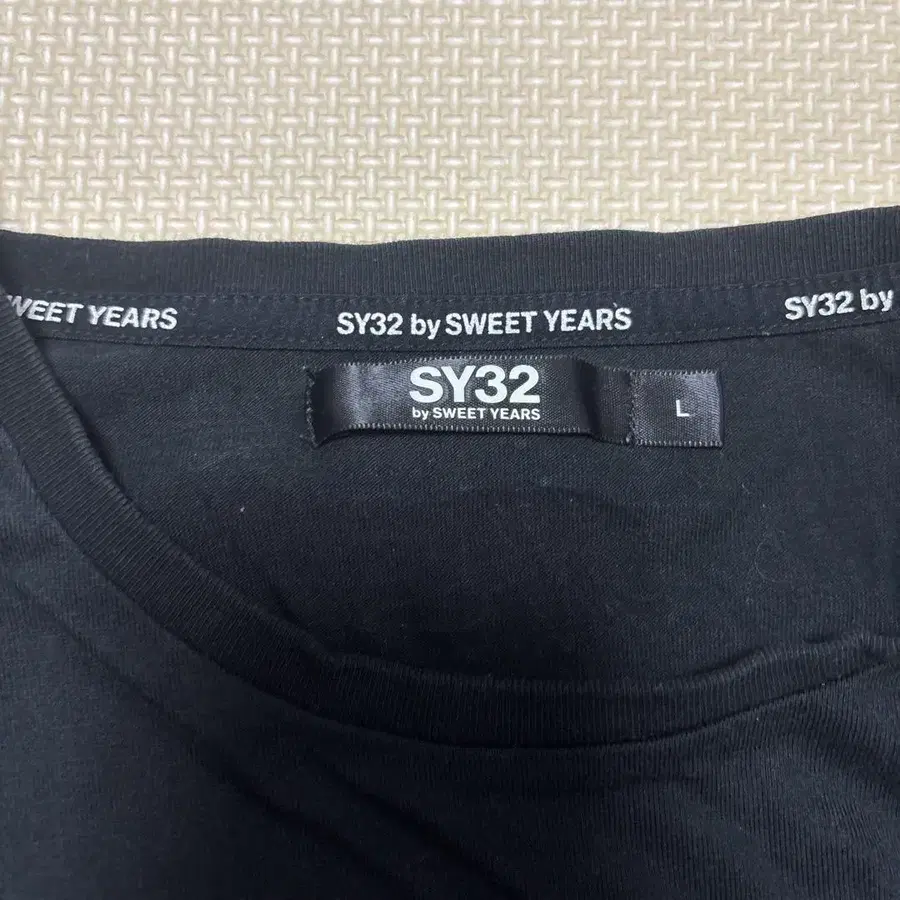 WEET YEARS
SY32 by SWEET YEARS
SY32 by
SY32
by SWEET YEARS
L